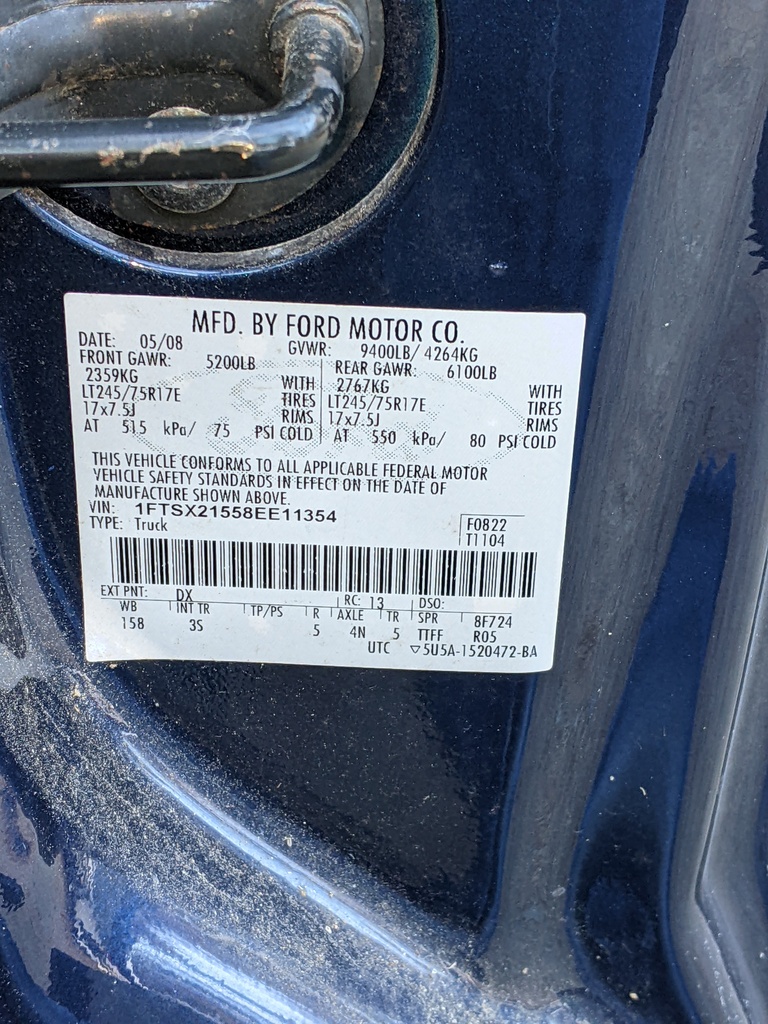 MFD. BY FORD MOTOR CO.
DATE: 05/08 GVWR: 9400LB/ 4264KG
FRONT GAWR: 5200LB REAR GAWR: 6100LB
2359KG WITH 2767KG WITH
LT245/75R17E TIRES LT245/75R17E TIRES
17x7.5J RIMS 17x7.5J RIMS
AT 515 kPa/ 75 PSI COLD AT 550 kPa/ 80 PSI COLD
THIS VEHICLE CONFORMS TO ALL APPLICABLE FEDERAL MOTOR
VEHICLE SAFETY STANDARDS IN EFFECT ON THE DATE OF
MANUFACTURE SHOWN ABOVE.
VIN: 1FTSX21558EE11354 F0822
TYPE: Truck T1104
EXT PNT: DX RC: 13 DSO:
WB INT TR TP/PS R AXLE TR SPR 8F724
158 3S 5 4N 5 TTFF R05
UTC ▽5U5A-1520472-BA